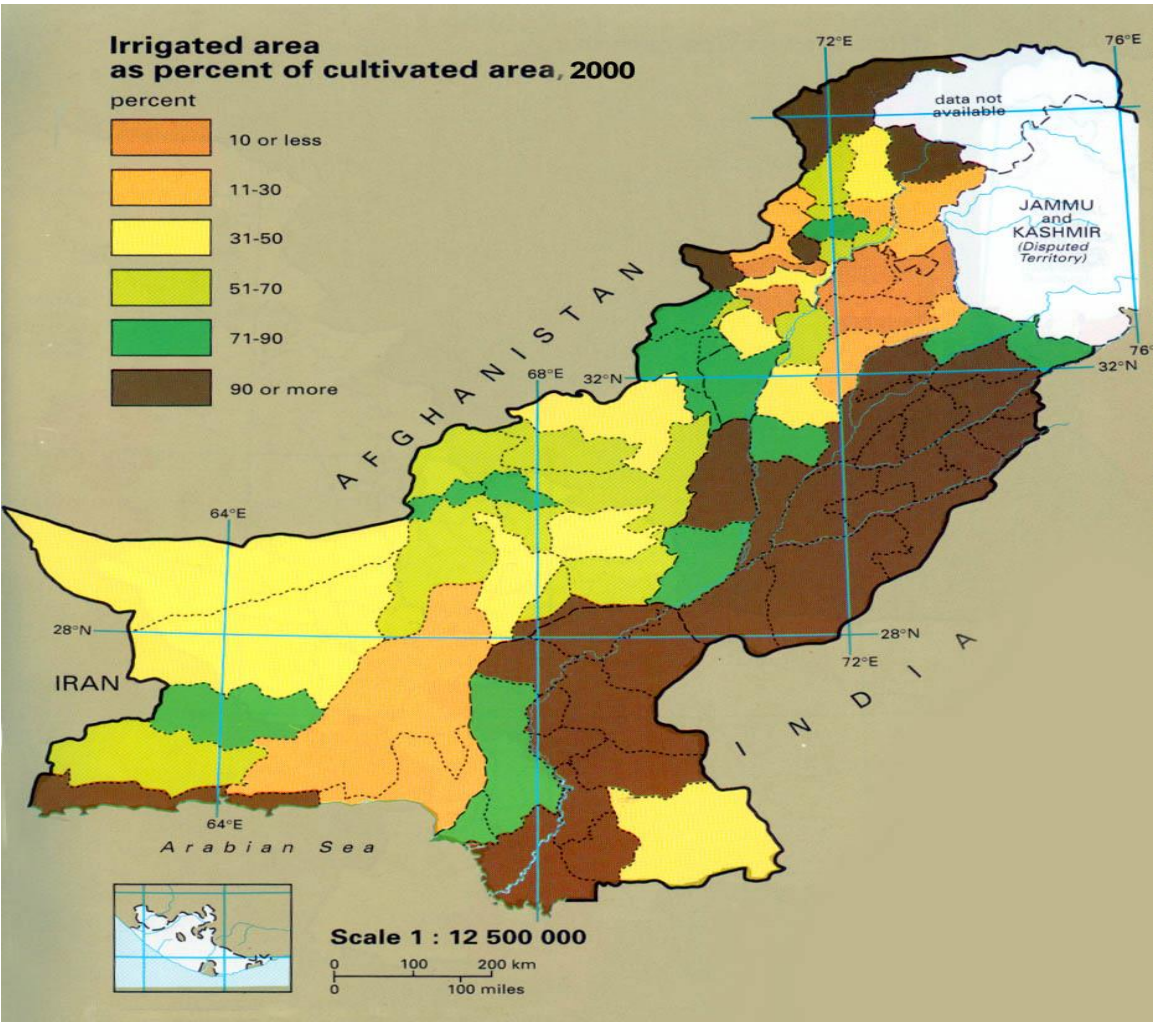 Irrigated area
as percent of cultivated area, 2000
percent
10 or less
11-30
31-50
51-70
71-90
90 or more
72°E
76°E
data not
available
JAMMU
and
KASHMIR
(Disputed
Territory)
AFGHANISTAN
68°E
32°N
76°
32°N
64°E
28°N
28°N
72°E
IRAN
INDIA
64°E
Arabian Sea
Scale 1 : 12 500 000
0 100 200 km
0 100 miles